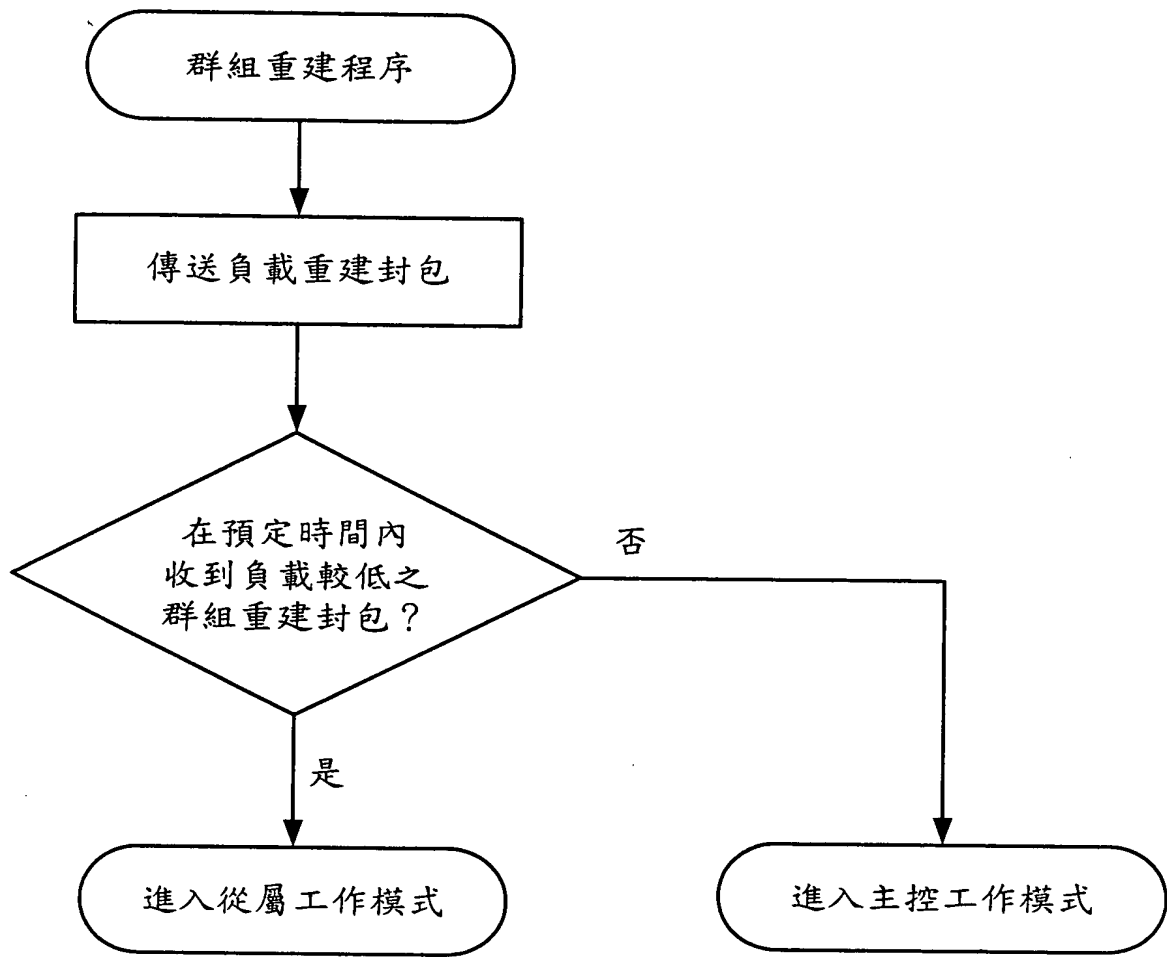 群組重建程序
傳送負載重建封包
在預定時間內
收到負載較低之
群組重建封包？
否
是
進入從屬工作模式
進入主控工作模式